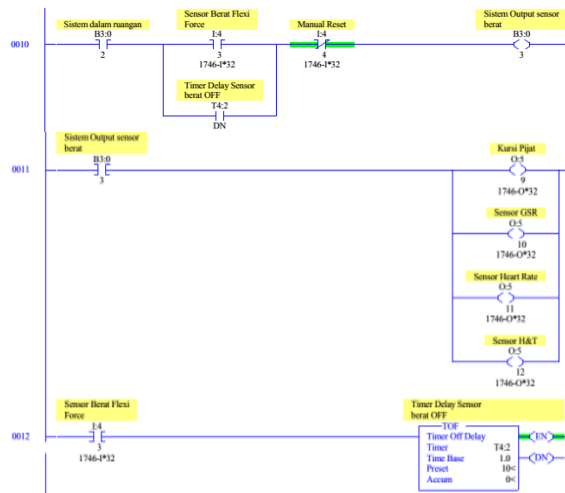 Sistem dalam ruangan
B3:0
2
Sensor Berat Flexi
Force
I:4
3
1746-I*32
Timer Delay Sensor
berat OFF
T4:2
DN
Manual Reset
I:4
4
1746-I*32
Sistem Output sensor
berat
B3:0
3
0010
Sistem Output sensor
berat
B3:0
3
0011
Kursi Pijat
O:5
9
1746-O*32
Sensor GSR
O:5
10
1746-O*32
Sensor Heart Rate
O:5
11
1746-O*32
Sensor H&T
O:5
12
1746-O*32
Sensor Berat Flexi
Force
I:4
3
1746-I*32
0012
Timer Delay Sensor
berat OFF
TOF
Timer Off Delay
Timer T4:2
Time Base 1.0
Preset 10<
Accum 0<
EN
DN